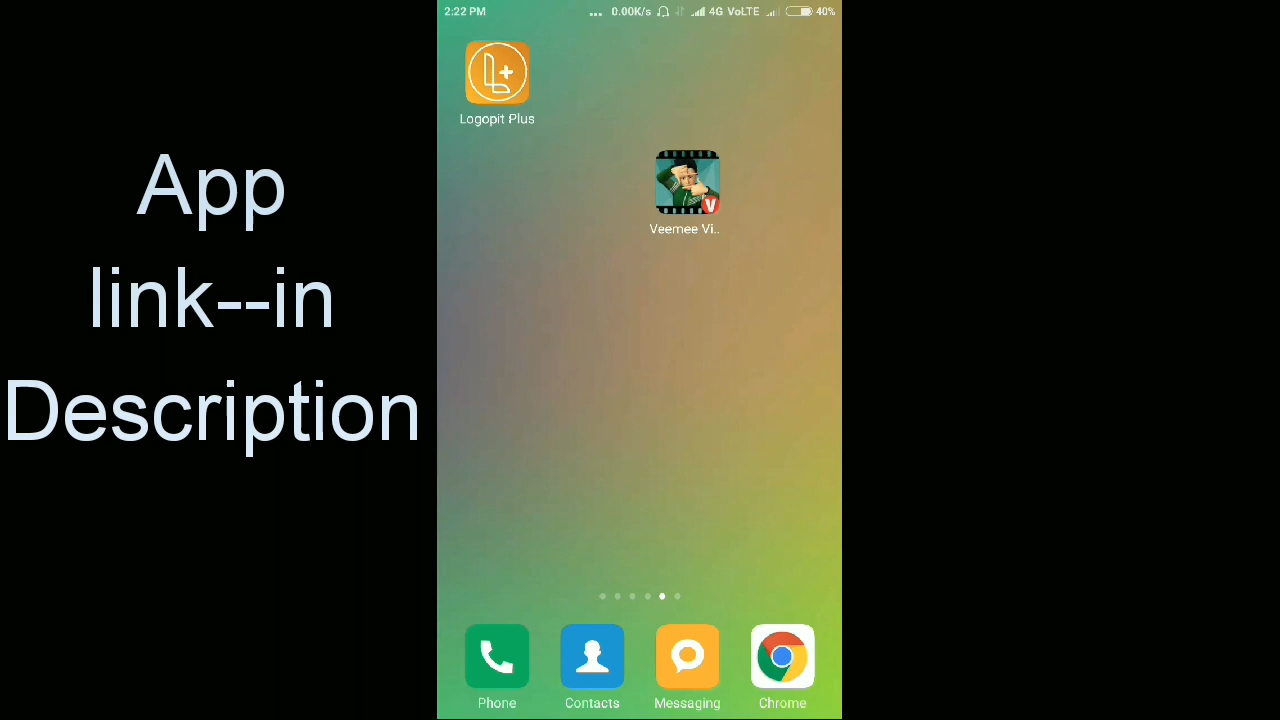 App
link--in
Description
2:22 PM ... 0.00K/s 4G VoLTE 40%
Logopit Plus
Veemee Vi..
Phone Contacts Messaging Chrome